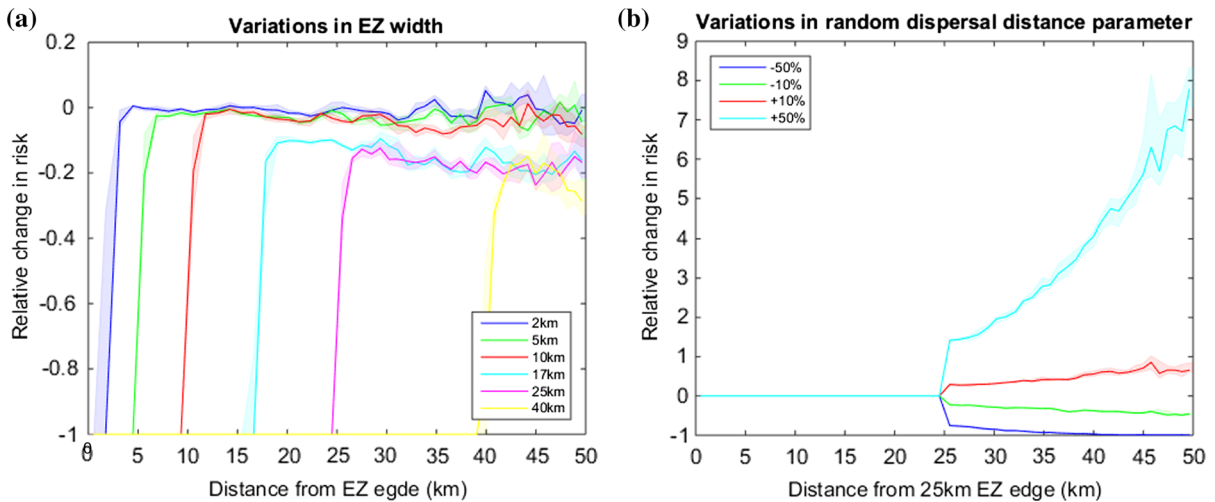 (a)
Variations in EZ width
0.2
0
-0.2
-0.4
-0.6
-0.8
-1
Relative change in risk
2km
5km
10km
17km
25km
40km
0 5 10 15 20 25 30 35 40 45 50
Distance from EZ egde (km)
(b)
Variations in random dispersal distance parameter
9
8
7
6
5
4
3
2
1
0
-1
Relative change in risk
-50%
-10%
+10%
+50%
0 5 10 15 20 25 30 35 40 45 50
Distance from 25km EZ edge (km)